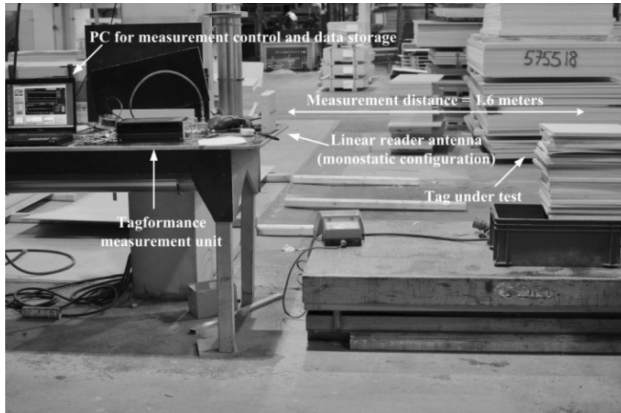 PC for measurement control and data storage
575518
Measurement distance = 1.6 meters
Linear reader antenna
(monostatic configuration)
Tag under test
Tagformance
measurement unit